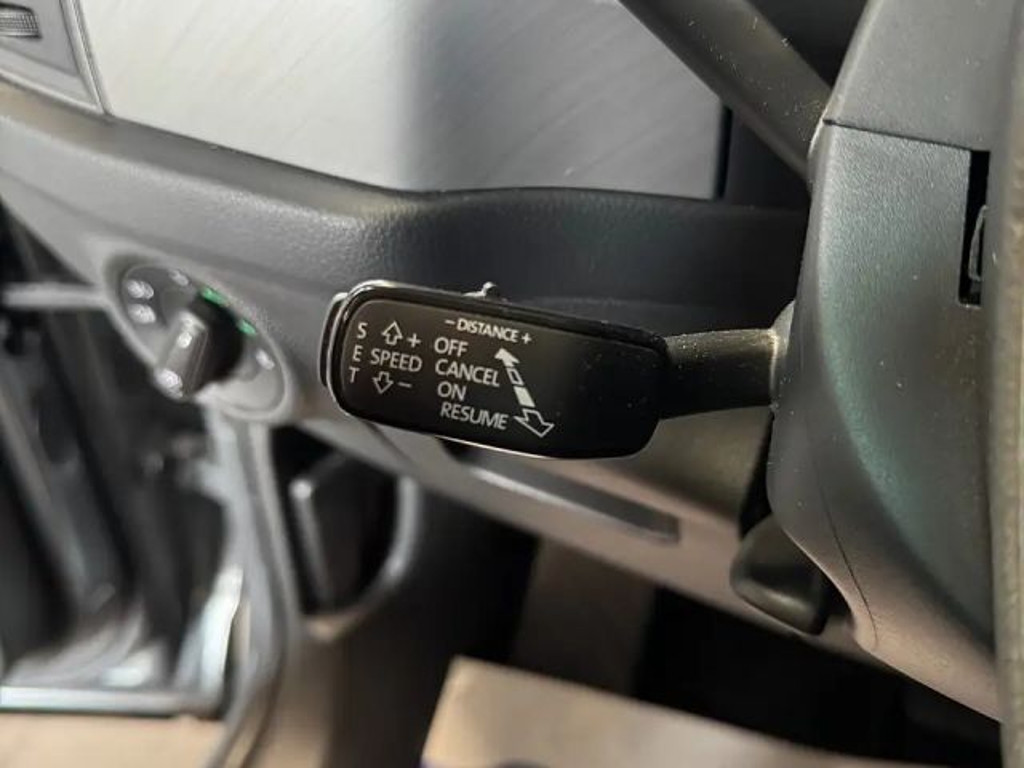 − DISTANCE +
S
E
T
+
SPEED
−
OFF
CANCEL
ON
RESUME